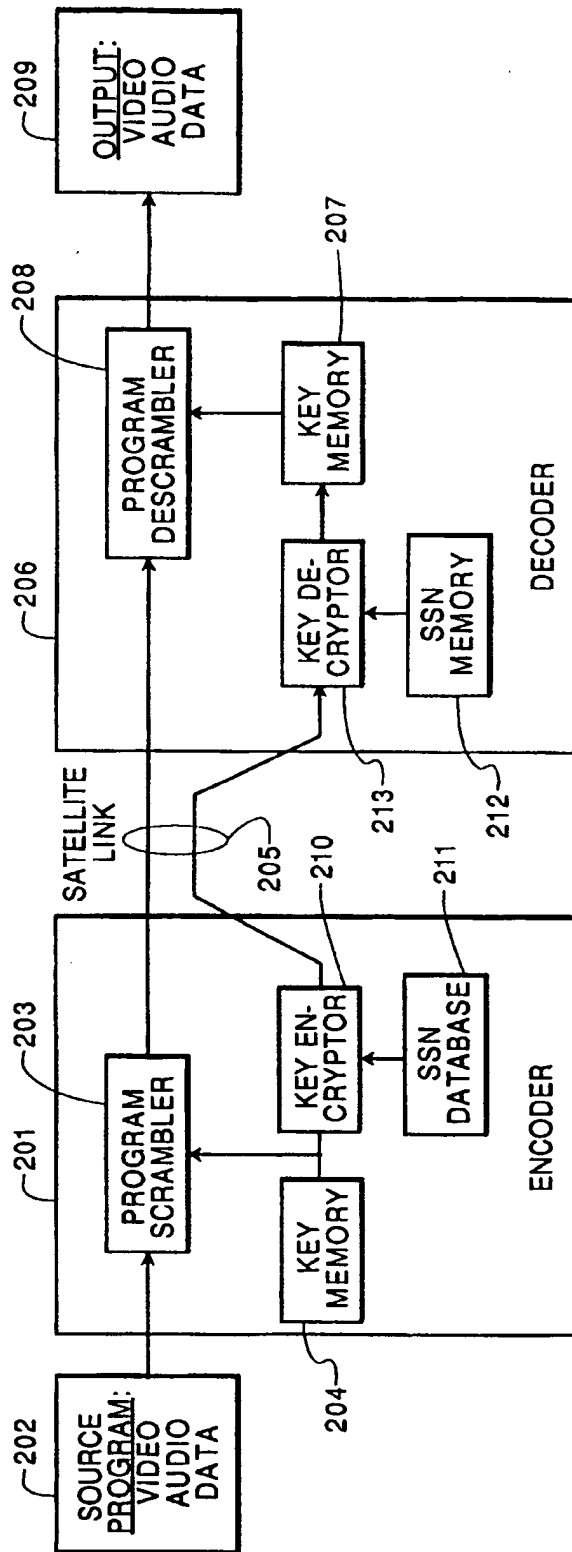 202
SOURCE
PROGRAM:
VIDEO
AUDIO
DATA
201
203
PROGRAM
SCRAMBLER
KEY
MEMORY
204
KEY EN-
CRYPTOR
210
SSN
DATABASE
211
ENCODER
SATELLITE
LINK
205
206
208
PROGRAM
DESCRAMBLER
KEY DE-
CRYPTOR
213
KEY
MEMORY
207
SSN
MEMORY
212
DECODER
209
OUTPUT:
VIDEO
AUDIO
DATA